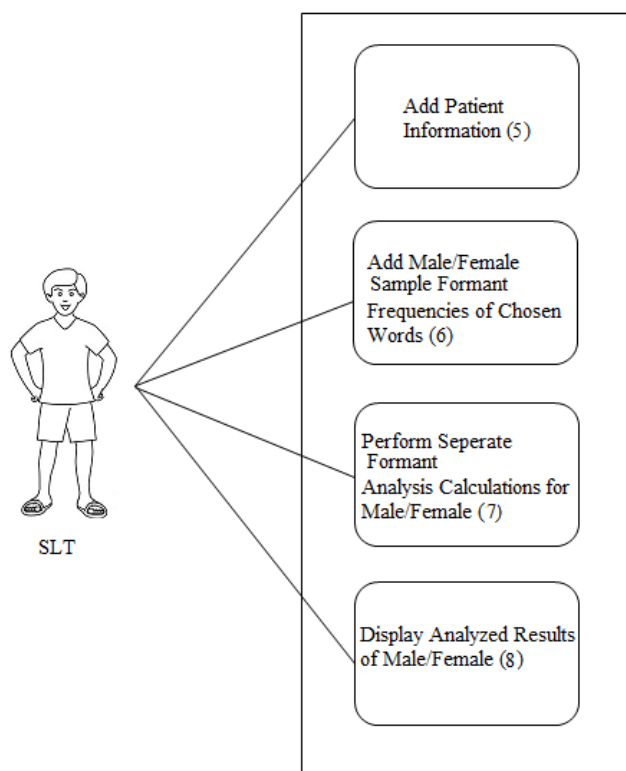 Add Patient
Information (5)
Add Male/Female
Sample Formant
Frequencies of Chosen
Words (6)
Perform Seperate
Formant
Analysis Calculations for
Male/Female (7)
Display Analyzed Results
of Male/Female (8)
SLT